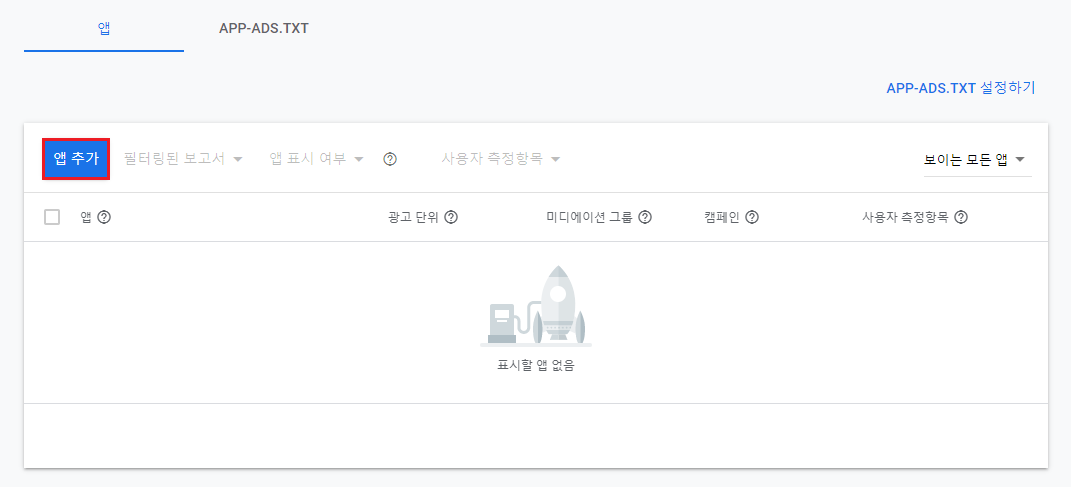 앱 APP-ADS.TXT
APP-ADS.TXT 설정하기
앱 추가 필터링된 보고서 앱 표시 여부 사용자 측정항목 보이는 모든 앱
앱 광고 단위 미디에이션 그룹 캠페인 사용자 측정항목
표시할 앱 없음